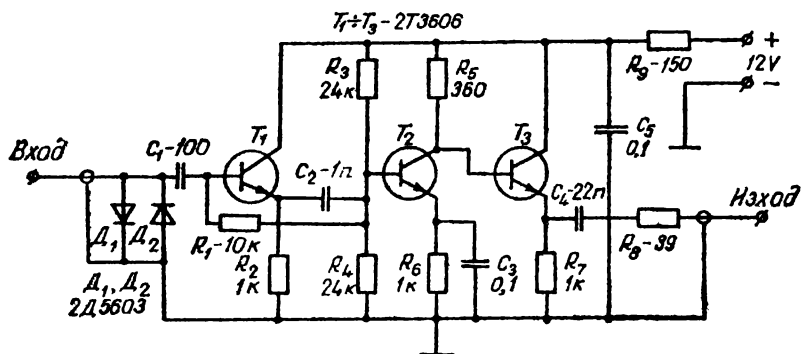 T₁÷T₃-2T3606
R₃
24к
R₅
360
R₉-150
+
12V
-
Вход
C₁-100
T₁
C₂-1п
T₂
T₃
C₅
0,1
C₄-22п
Изход
Д₁
Д₂
R₁-10к
R₈-39
Д₁, Д₂
2Д5603
R₂
1к
R₄
24к
R₆
1к
C₃
0,1
R₇
1к